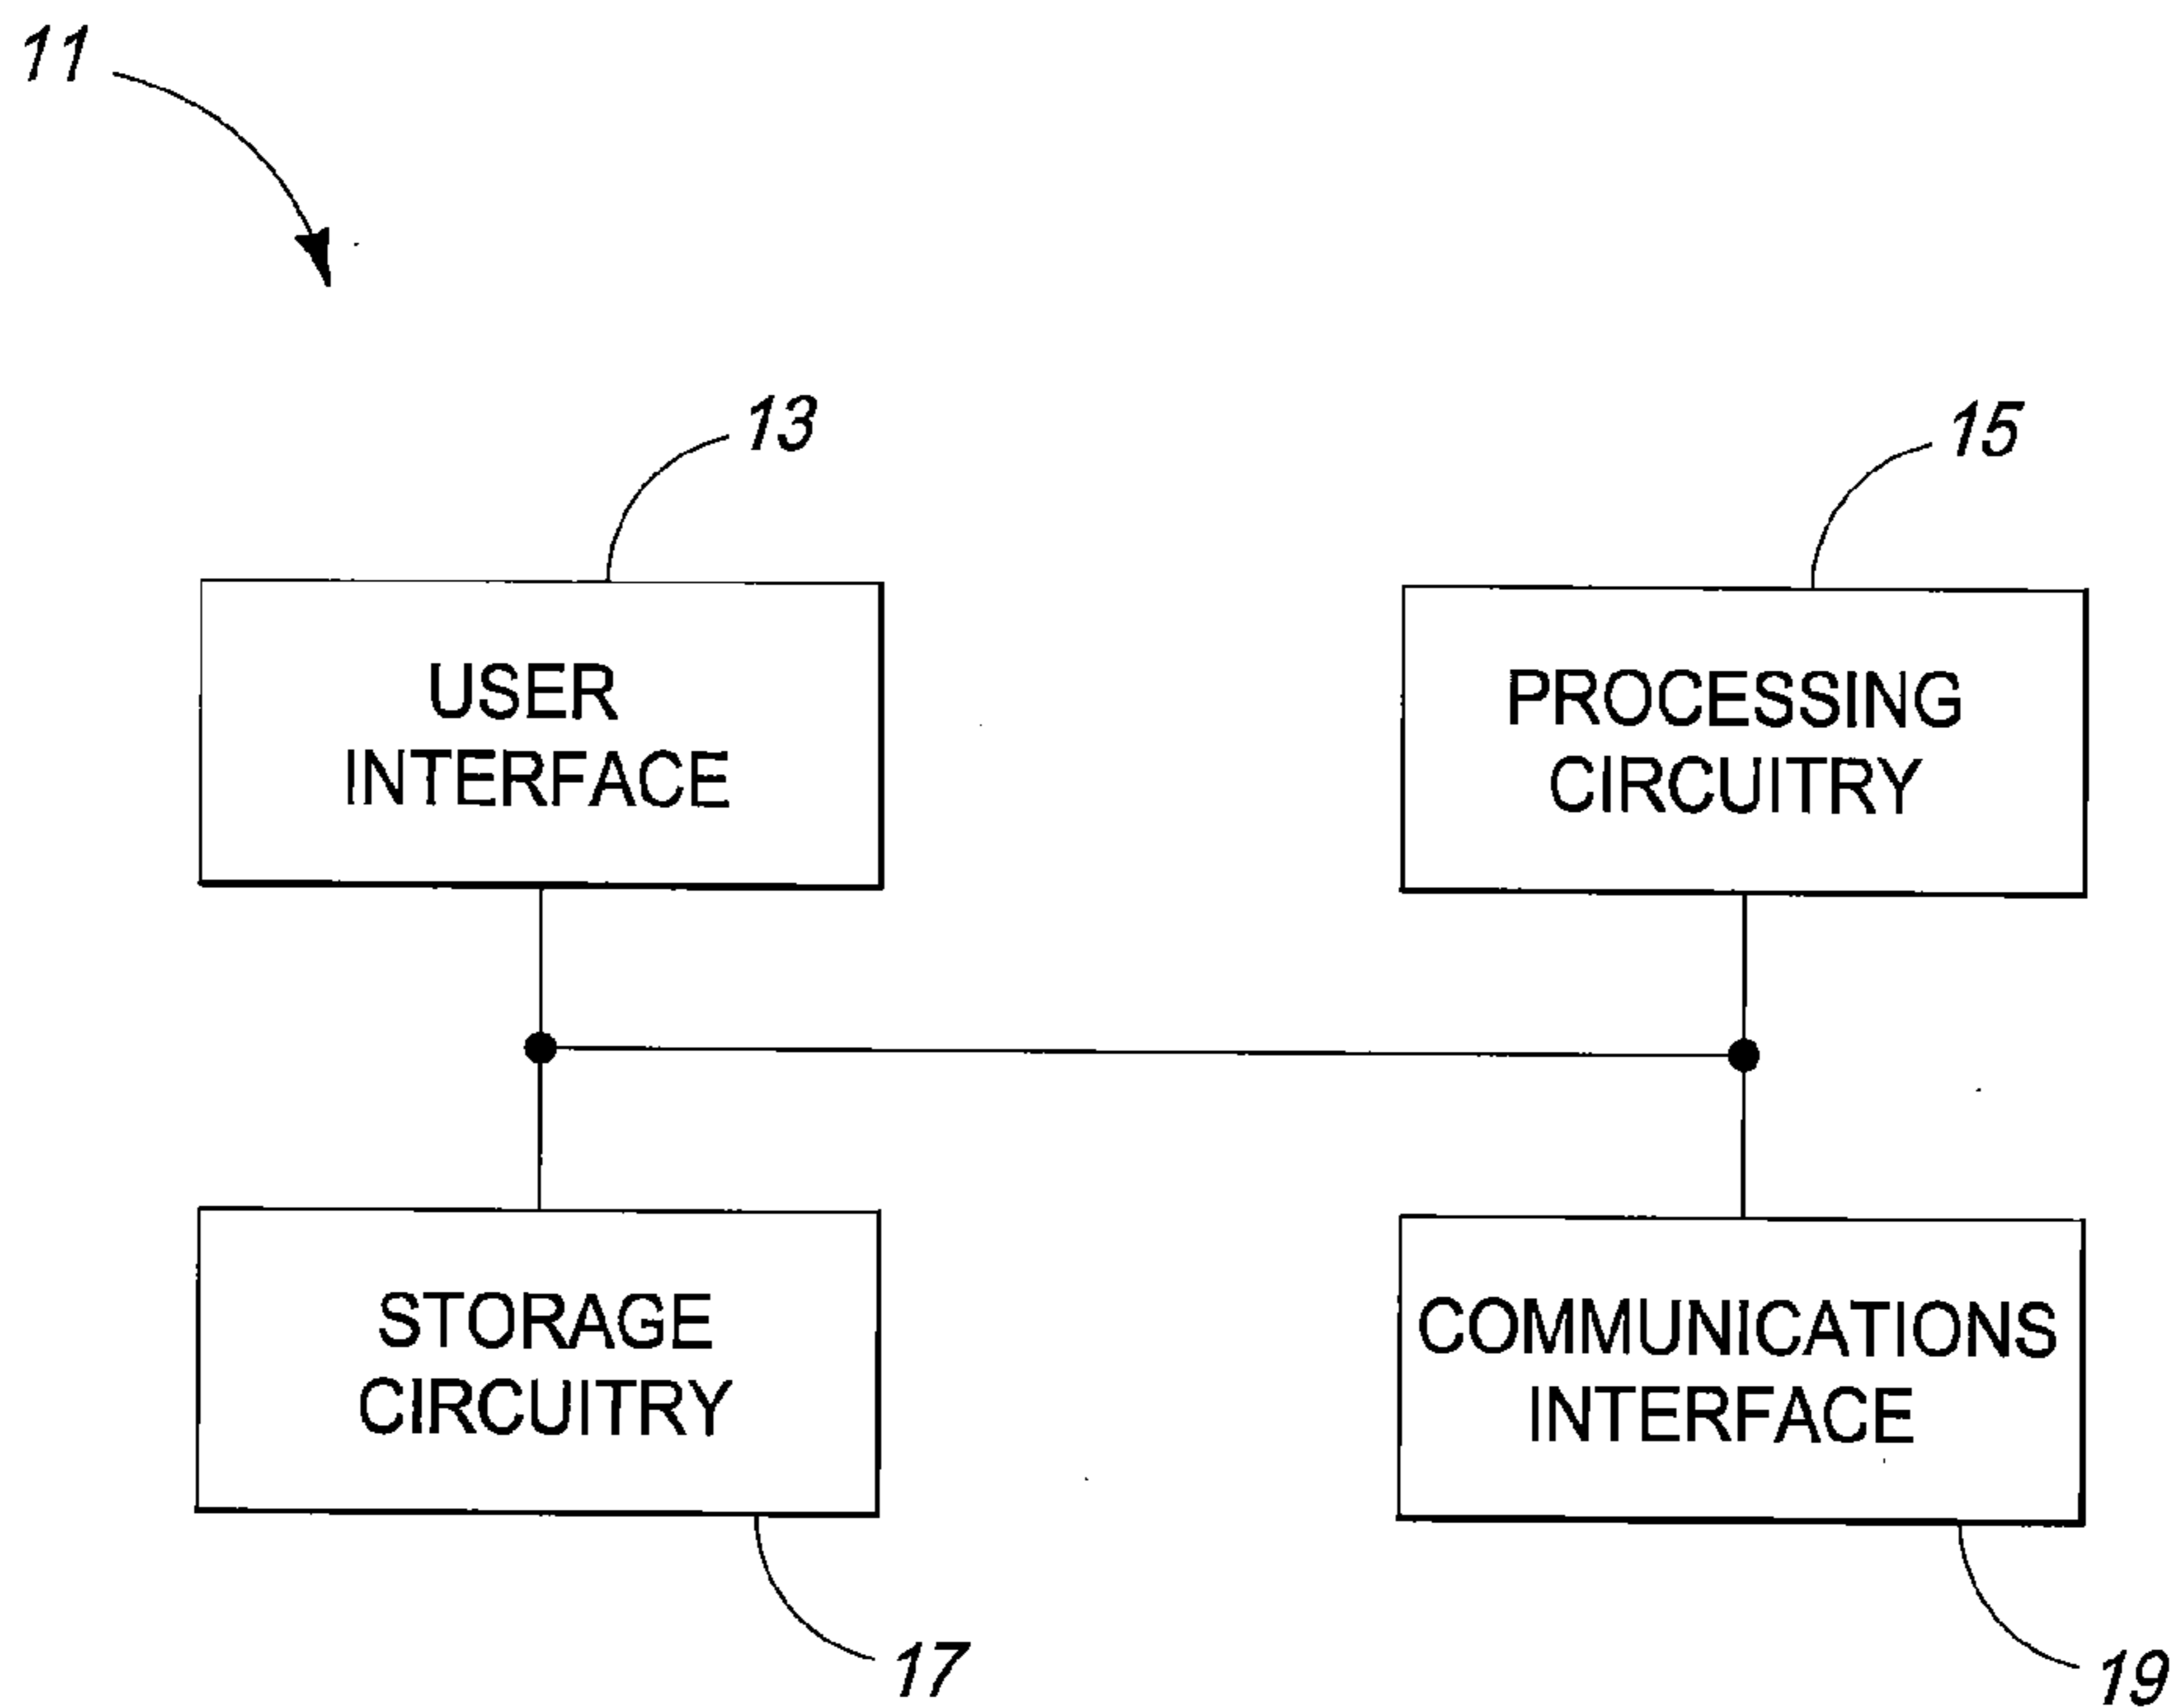 11
13
15
USER
INTERFACE
PROCESSING
CIRCUITRY
STORAGE
CIRCUITRY
COMMUNICATIONS
INTERFACE
17
19